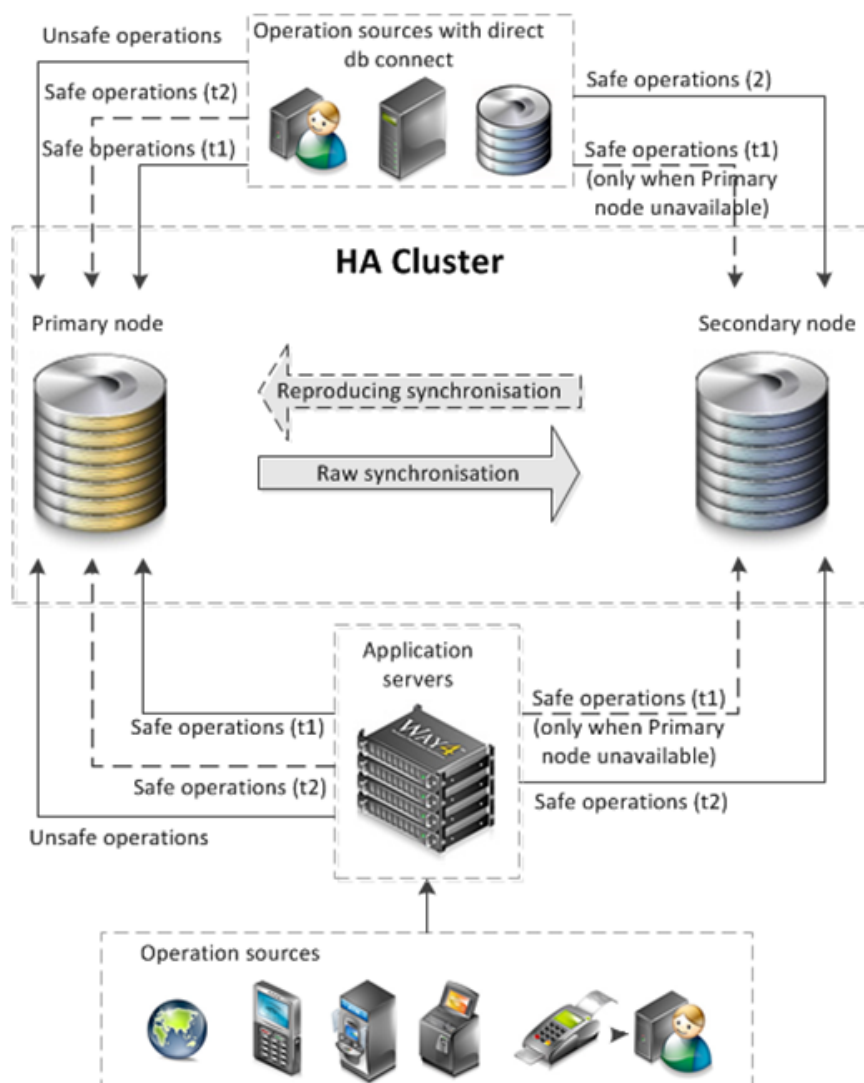 Unsafe operations
Operation sources with direct
db connect
Safe operations (t2)
Safe operations (2)
Safe operations (t1)
Safe operations (t1)
(only when Primary
node unavailable)
HA Cluster
Primary node
Secondary node
Reproducing synchronisation
Raw synchronisation
Application
servers
Safe operations (t1)
Safe operations (t1)
(only when Primary
node unavailable)
WAY4
Safe operations (t2)
Safe operations (t2)
Unsafe operations
Operation sources